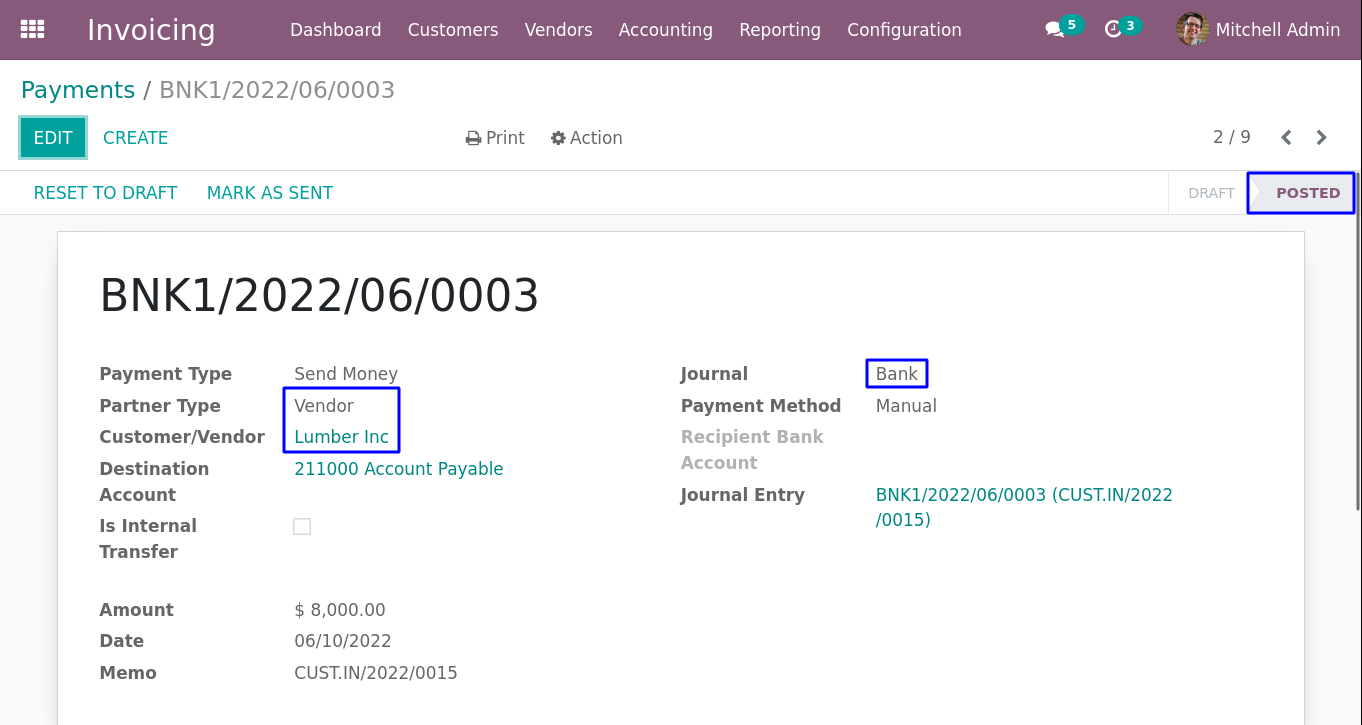 Invoicing Dashboard Customers Vendors Accounting Reporting Configuration 5 3 Mitchell Admin
Payments / BNK1/2022/06/0003
EDIT CREATE Print Action 2 / 9
RESET TO DRAFT MARK AS SENT DRAFT POSTED
BNK1/2022/06/0003
Payment Type Send Money
Partner Type Vendor
Customer/Vendor Lumber Inc
Destination Account 211000 Account Payable
Is Internal Transfer
Amount $ 8,000.00
Date 06/10/2022
Memo CUST.IN/2022/0015
Journal Bank
Payment Method Manual
Recipient Bank Account
Journal Entry BNK1/2022/06/0003 (CUST.IN/2022
/0015)